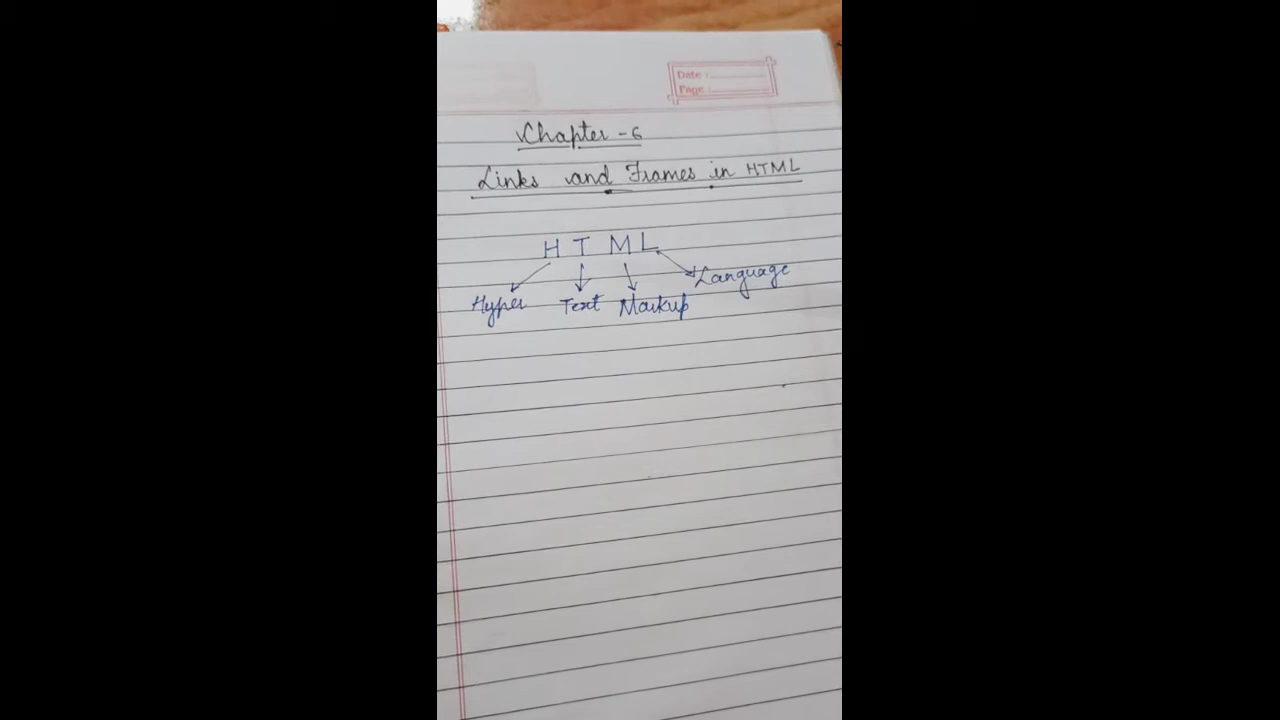 Date :
Page :
Chapter - 6
Links and Frames in HTML
H T M L
Language
Hyper Text Markup